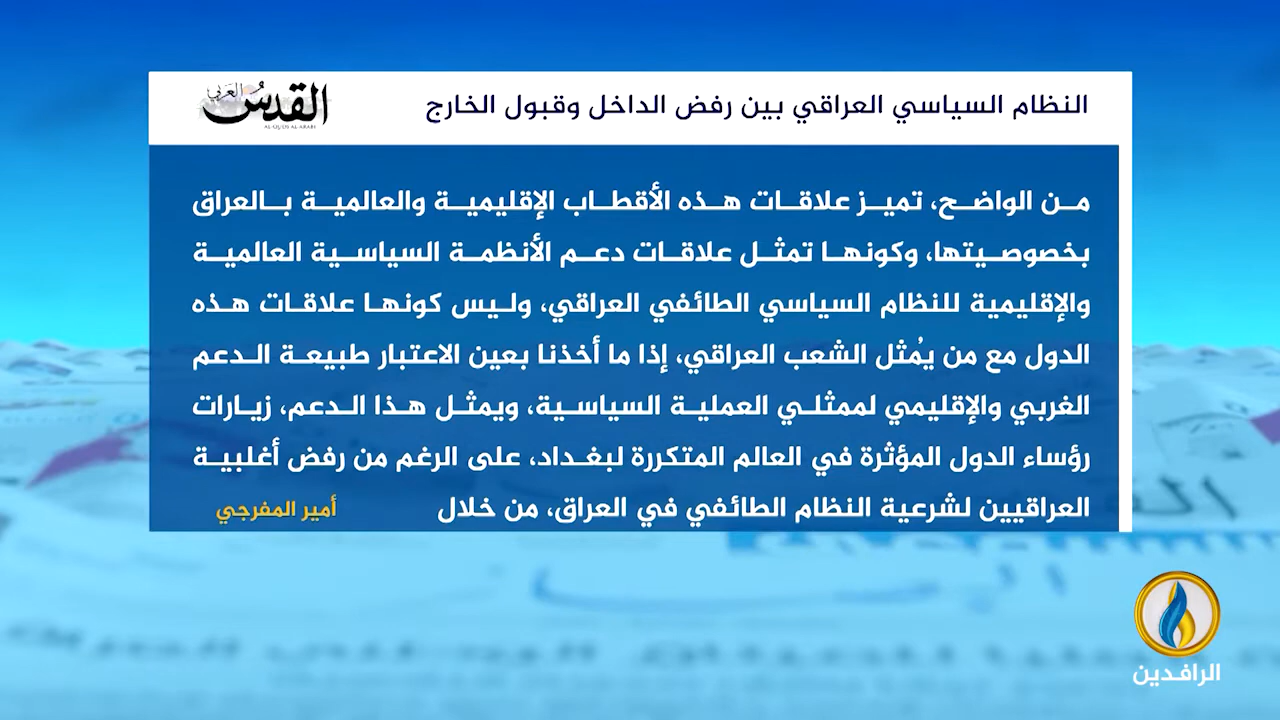 النظام السياسي العراقي بين رفض الداخل وقبول الخارج
القدس العربي
AL-QUDS AL-ARABI
من الواضح، تميز علاقات هذه الأقطاب الإقليمية والعالمية بالعراق
بخصوصيتها، وكونها تمثل علاقات دعم الأنظمة السياسية العالمية
والإقليمية للنظام السياسي الطائفي العراقي، وليس كونها علاقات هذه
الدول مع من يُمثل الشعب العراقي، إذا ما أخذنا بعين الاعتبار طبيعة الدعم
الغربي والإقليمي لممثلي العملية السياسية، ويمثل هذا الدعم، زيارات
رؤساء الدول المؤثرة في العالم المتكررة لبغداد، على الرغم من رفض أغلبية
العراقيين لشرعية النظام الطائفي في العراق، من خلال
أمير المفرجي
الرافدين